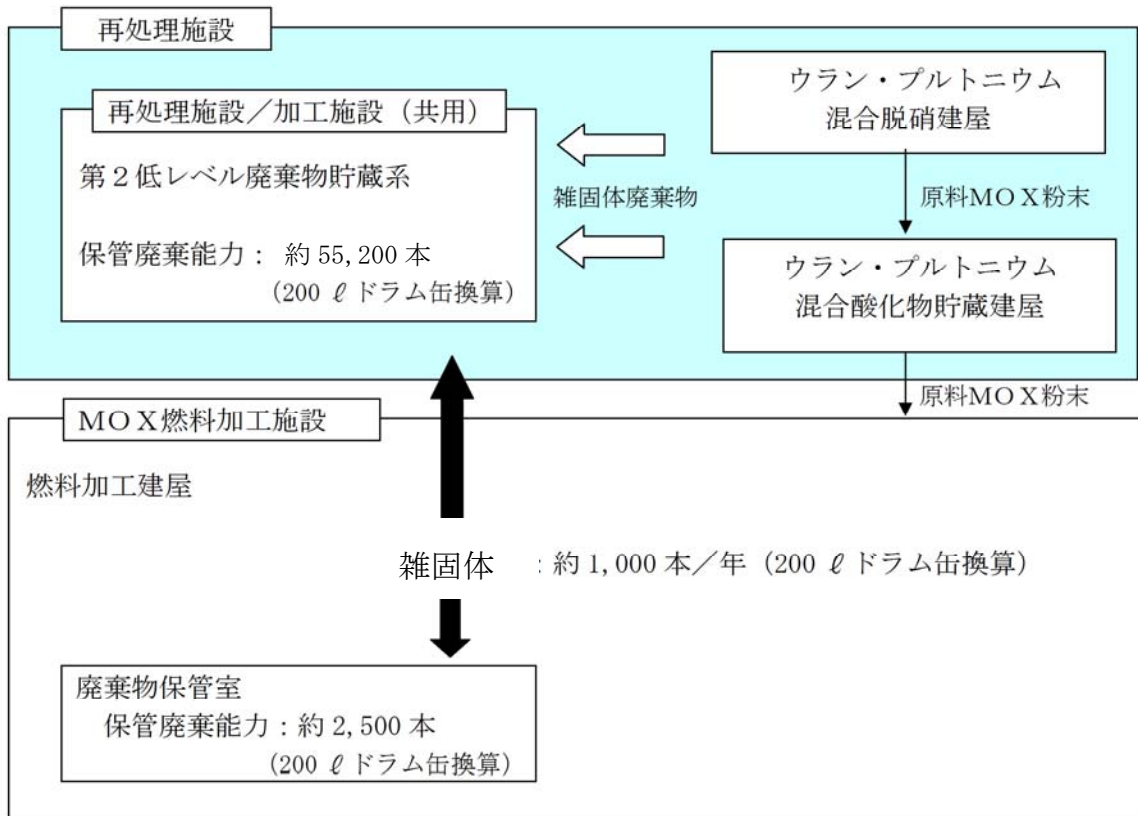 再処理施設
再処理施設／加工施設（共用）
第２低レベル廃棄物貯蔵系
保管廃棄能力： 約 55,200 本
(200 ℓ ドラム缶換算)
雑固体廃棄物
ウラン・プルトニウム
混合脱硝建屋
原料ＭＯＸ粉末
ウラン・プルトニウム
混合酸化物貯蔵建屋
原料ＭＯＸ粉末
ＭＯＸ燃料加工施設
燃料加工建屋
雑固体 ：約 1,000 本／年（200 ℓ ドラム缶換算）
廃棄物保管室
保管廃棄能力：約 2,500 本
(200 ℓ ドラム缶換算)